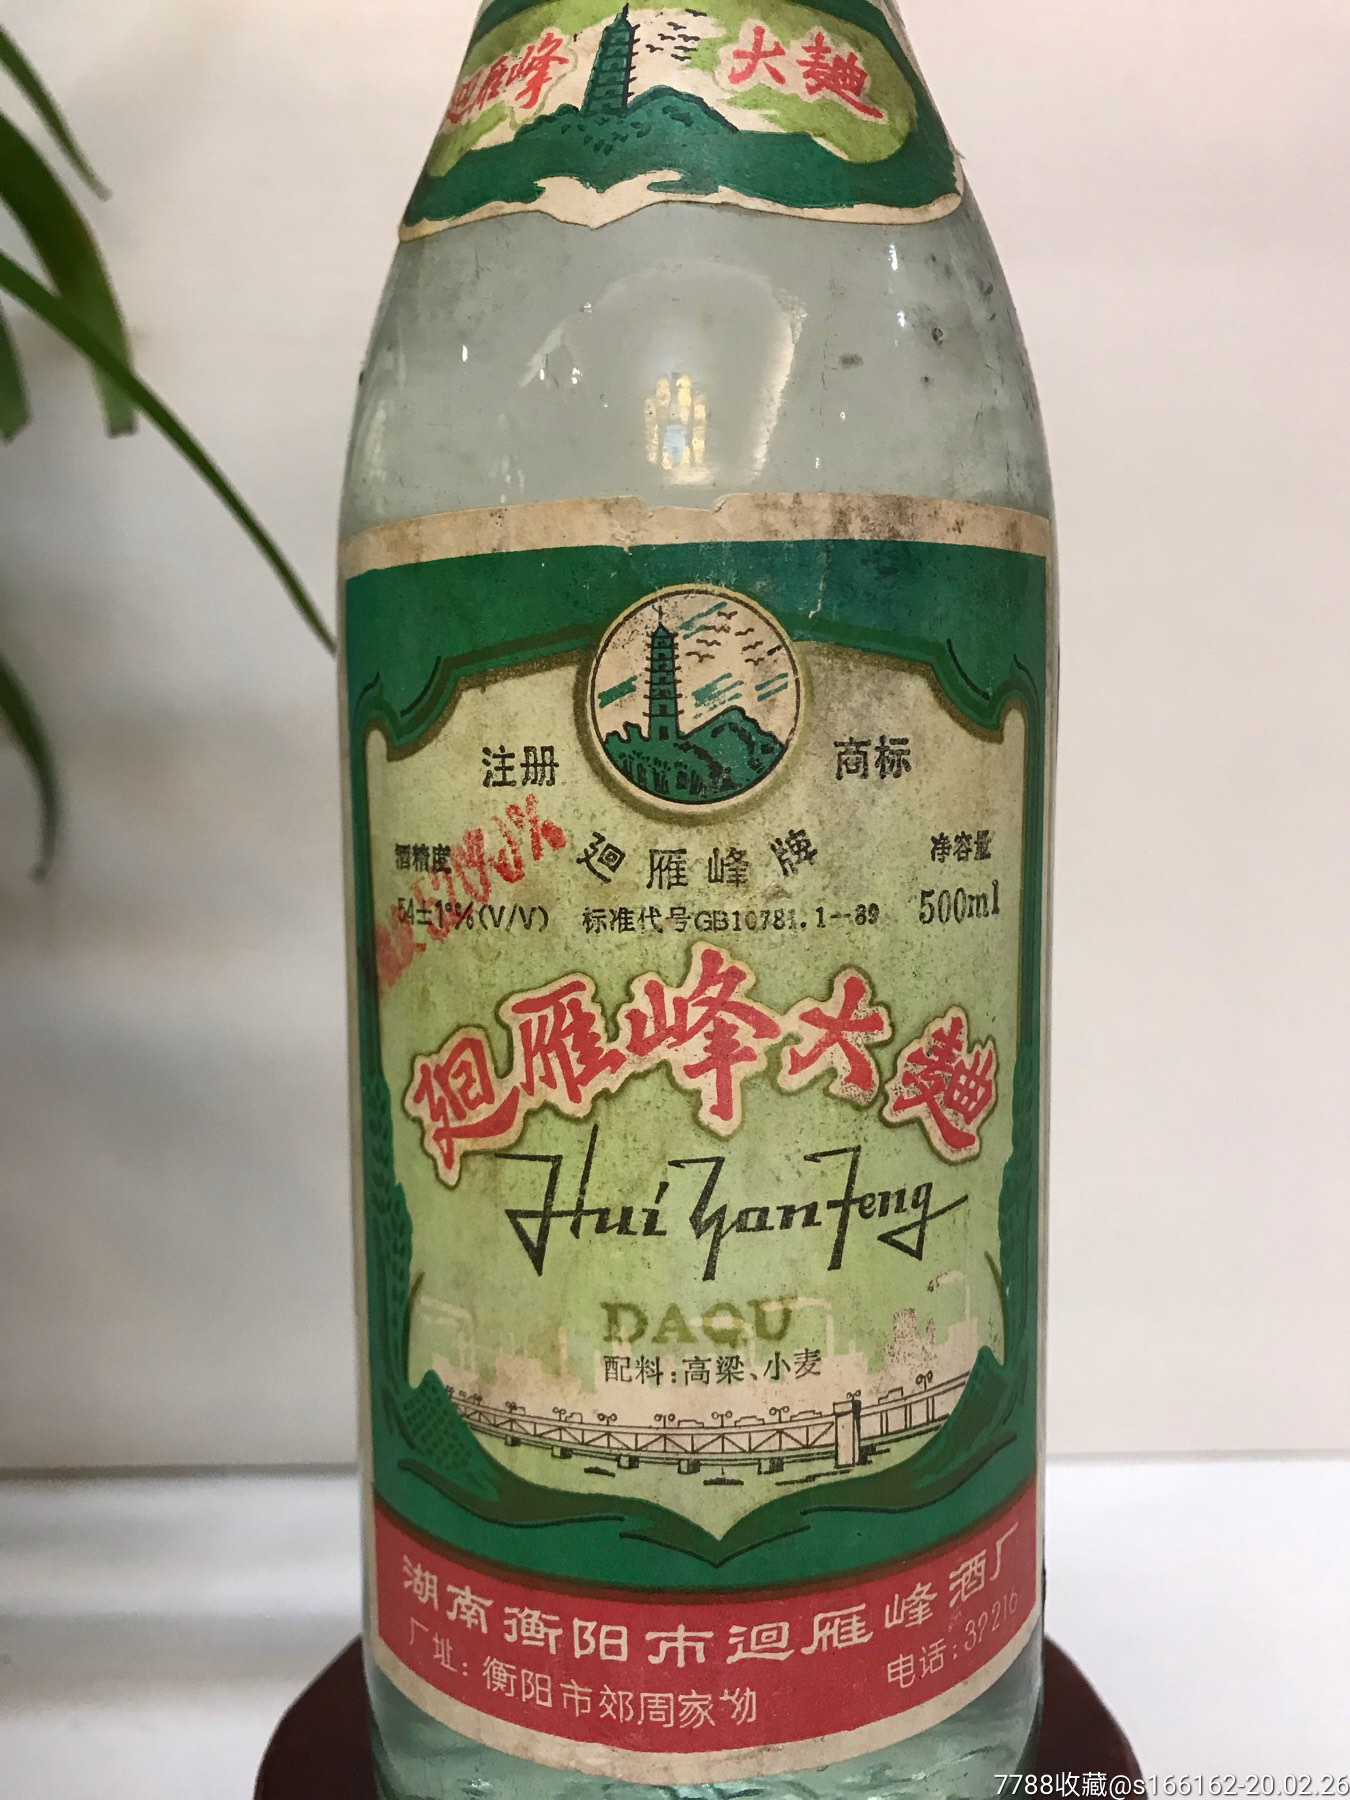 迴雁峰 大麯
注册 商标
迴雁峰牌
酒精度 净容量
54±1°%(V/V) 标准代号GB10781.1--89 500ml
迴雁峰大麯
Hui Yan Feng
DAQU
配料:高梁、小麦
湖南衡阳市迴雁峰酒厂
厂址:衡阳市郊周家坳 电话:32216
7788收藏@s166162-20.02.26